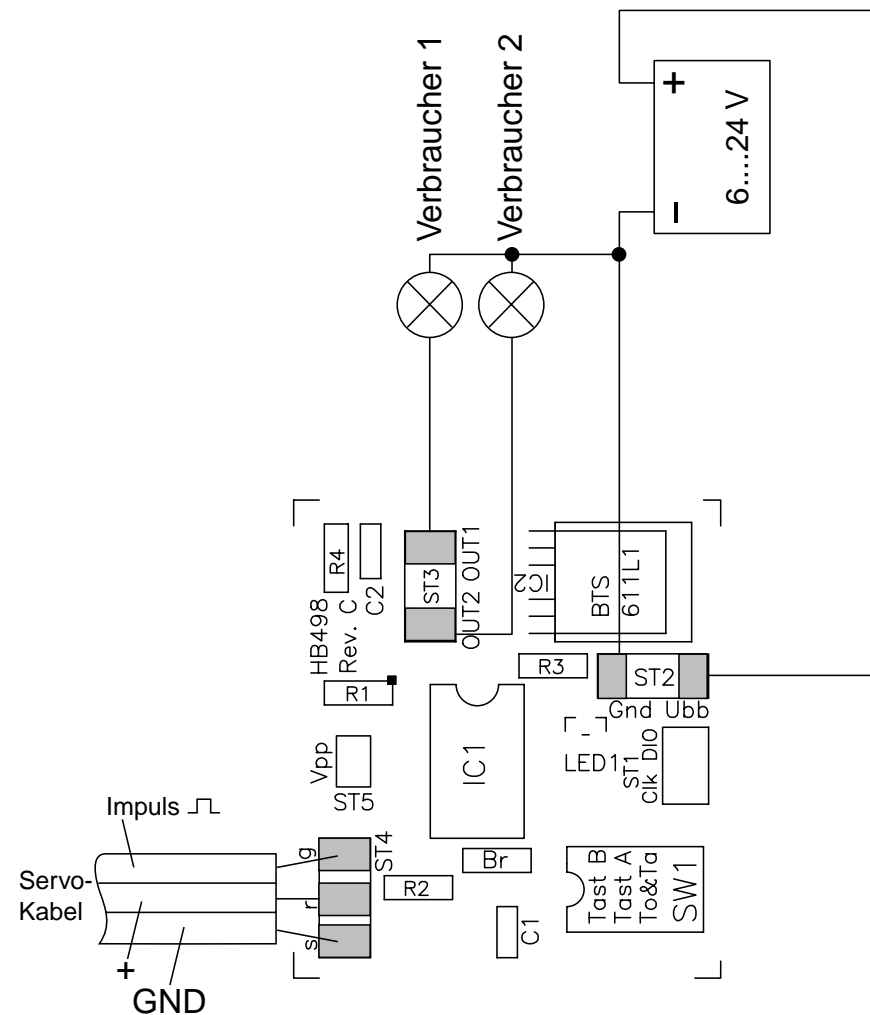 Verbraucher 1
Verbraucher 2
+
-
6....24 V
R4
C2
HB498
Rev. C
ST3
OUT2 OUT1
IC2
BTS
611L1
R3
ST2
Gnd Ubb
R1
Vpp
ST5
IC1
LED1
ST1
Clk DIO
Impuls
Servo-
Kabel
+
GND
g
r
s
ST4
R2
Br
C1
Tast B
Tast A
To&Ta
SW1